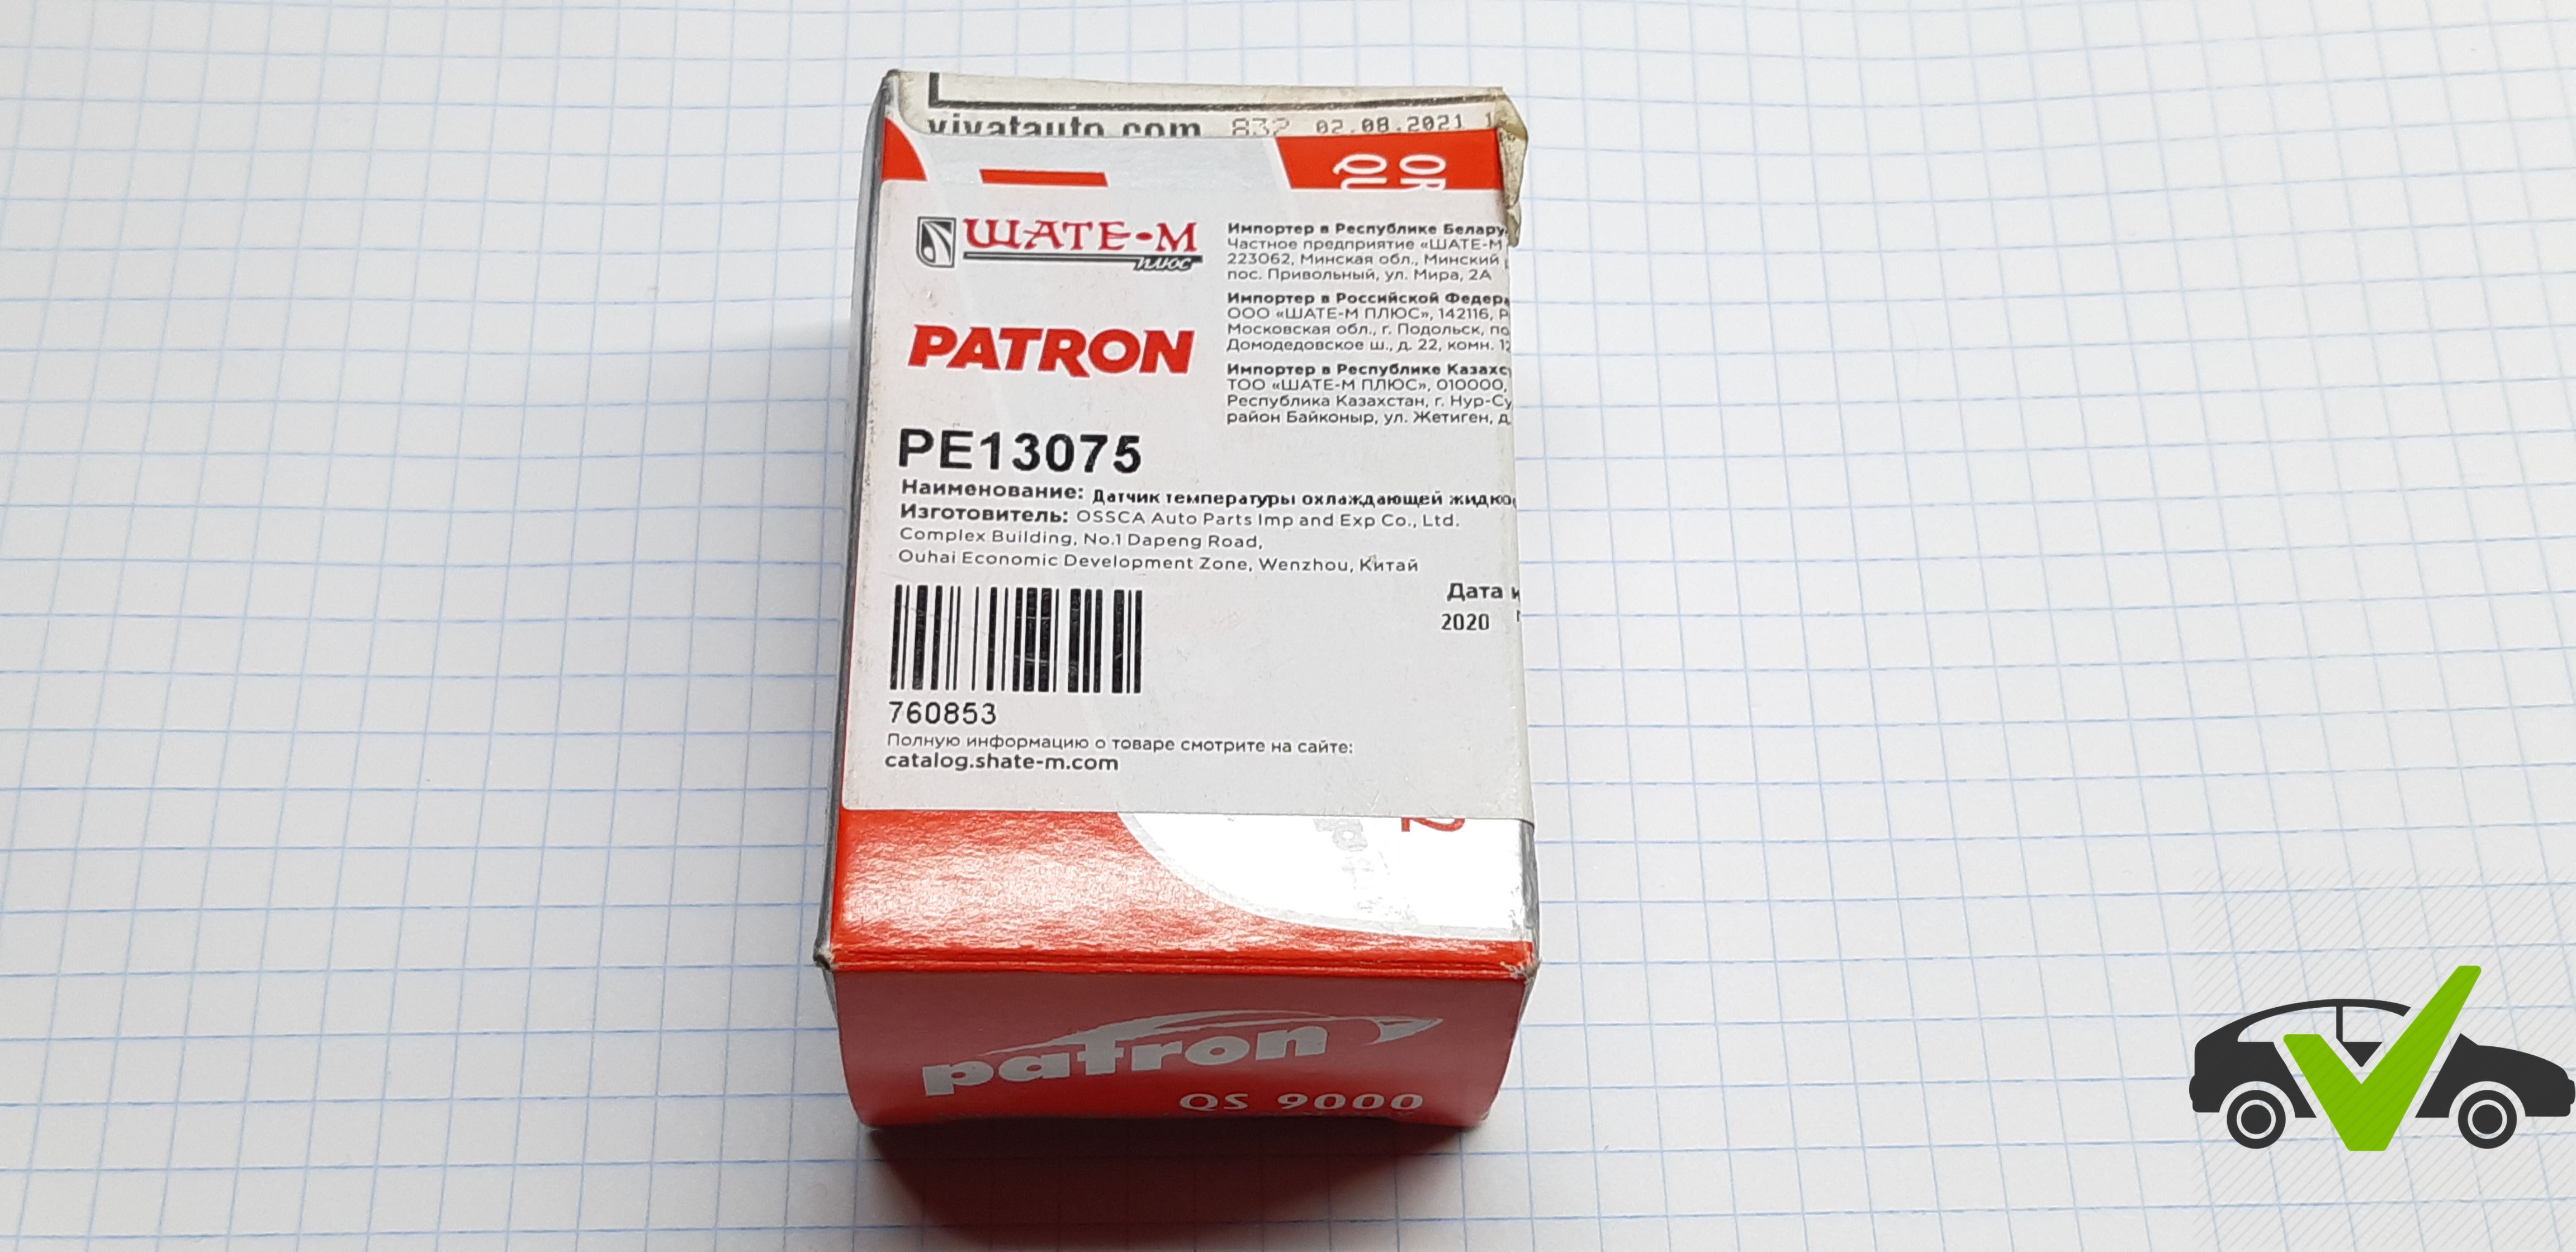 vivatauto.com 832 02.08.2021
ШАТЕ-М
ПЛЮС
PATRON
Импортер в Республике
Частное предприятие «ШАТЕ-М
223062, Минская обл., Минский
пос. Привольный, ул. Мира, 2А
Импортер в Российской
ООО «ШАТЕ-М ПЛЮС», 142116,
Московская обл., г. Подольск,
Домодедовское ш., д. 22, комн.
Импортер в Республике
ТОО «ШАТЕ-М ПЛЮС», 010000,
Республика Казахстан, г.
район Байконыр, ул. Жетиген,
PE13075
Наименование: Датчик температуры охлаждающей
Изготовитель: OSSCA Auto Parts Imp and Exp Co., Ltd.
Complex Building, No.1 Dapeng Road,
Ouhai Economic Development Zone, Wenzhou, Китай
Дата
2020
760853
Полную информацию о товаре смотрите на сайте:
catalog.shate-m.com
patron
QS 9000